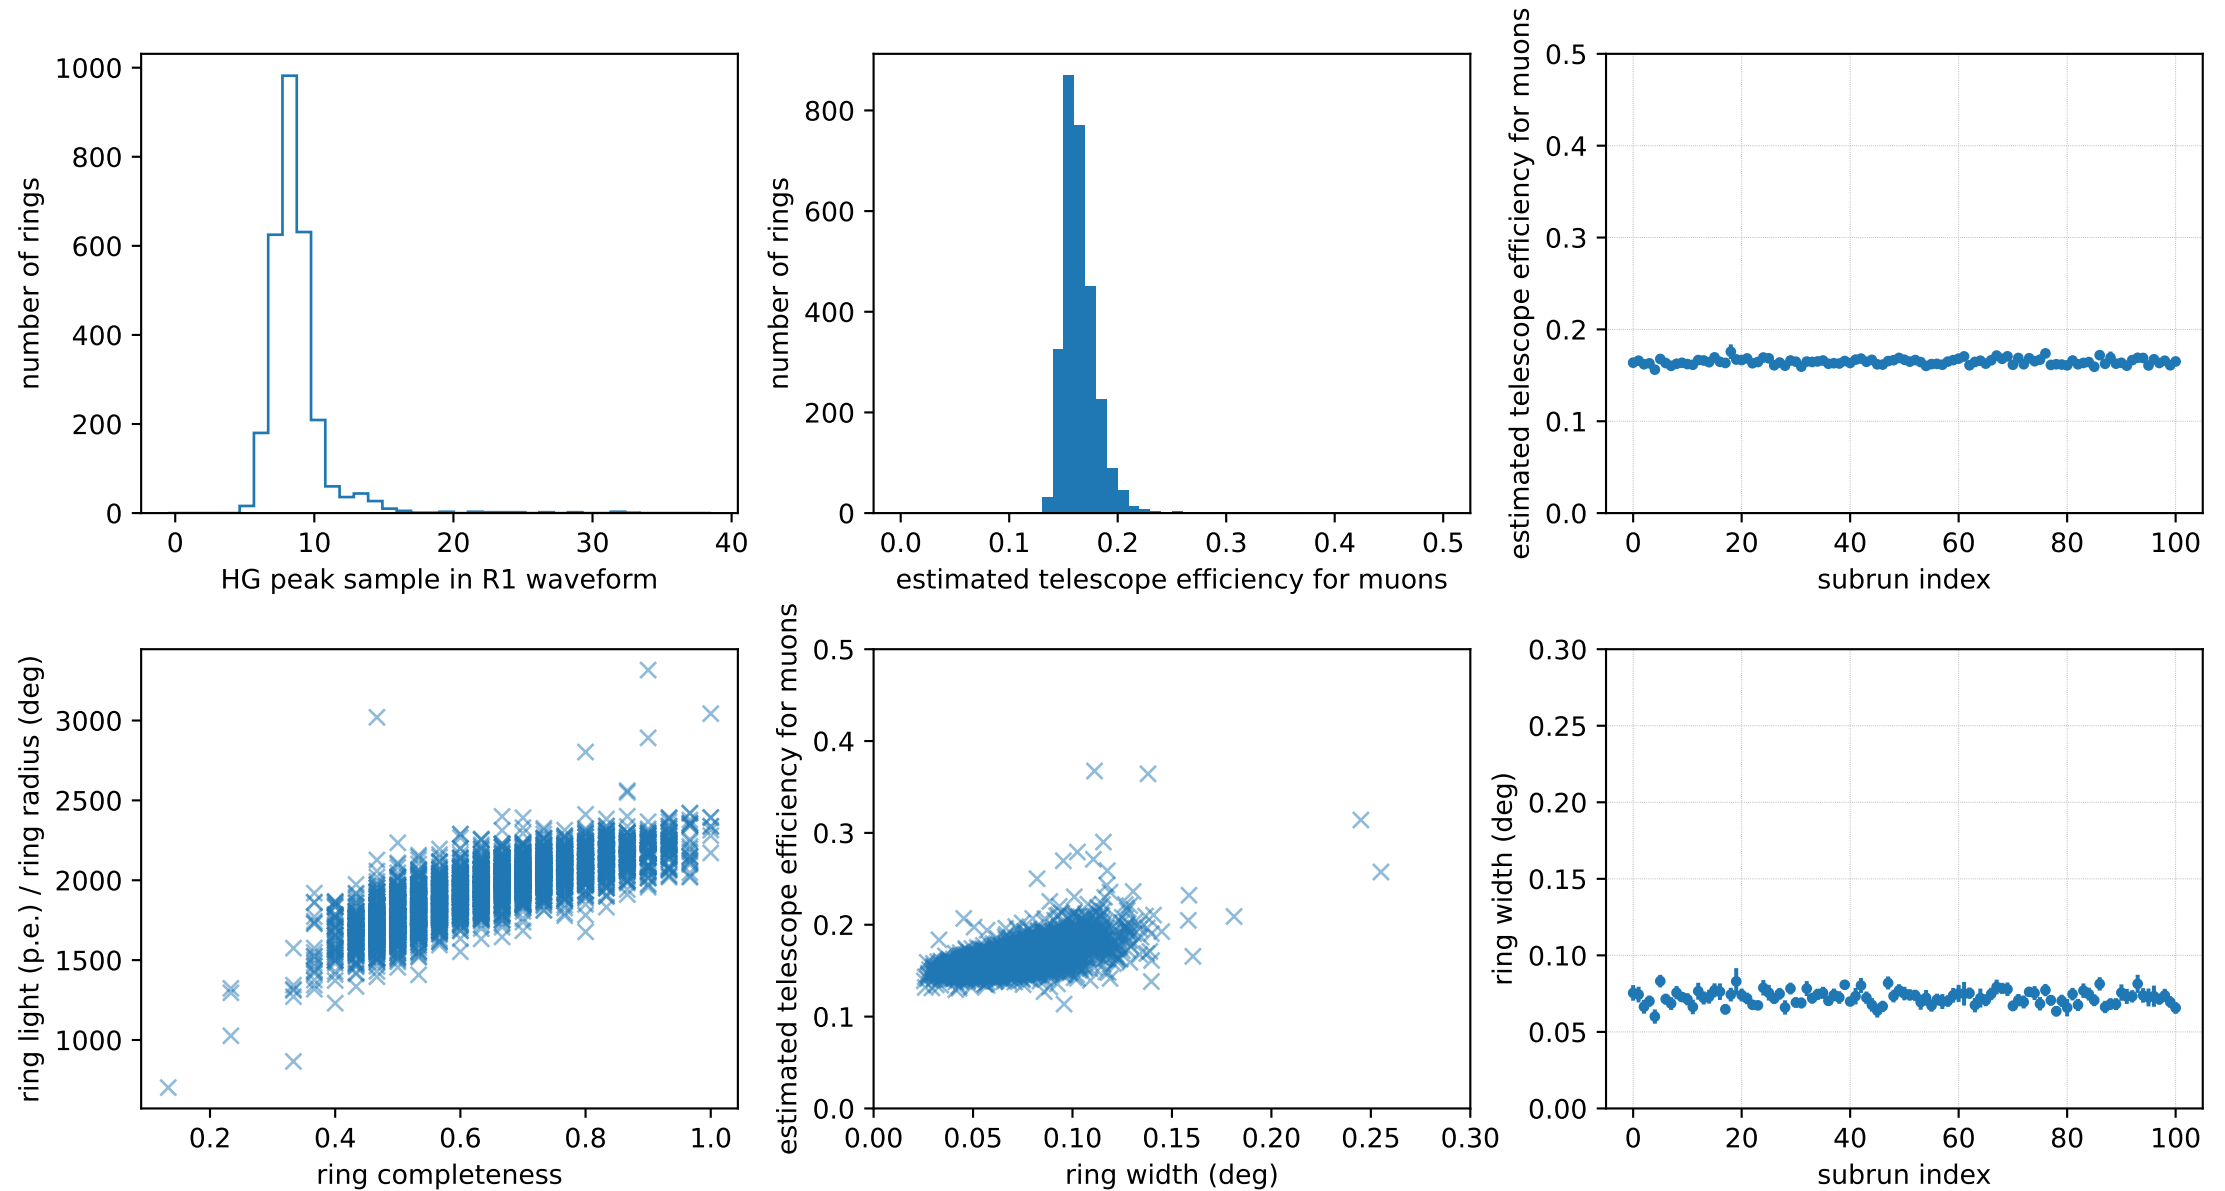 1000
800
600
400
200
0
number of rings
0 10 20 30 40
HG peak sample in R1 waveform
800
600
400
200
0
number of rings
0.0 0.1 0.2 0.3 0.4 0.5
estimated telescope efficiency for muons
0.5
0.4
0.3
0.2
0.1
0.0
estimated telescope efficiency for muons
0 20 40 60 80 100
subrun index
3000
2500
2000
1500
1000
ring light (p.e.) / ring radius (deg)
0.2 0.4 0.6 0.8 1.0
ring completeness
0.5
0.4
0.3
0.2
0.1
0.0
estimated telescope efficiency for muons
0.00 0.05 0.10 0.15 0.20 0.25 0.30
ring width (deg)
0.30
0.25
0.20
0.15
0.10
0.05
0.00
ring width (deg)
0 20 40 60 80 100
subrun index